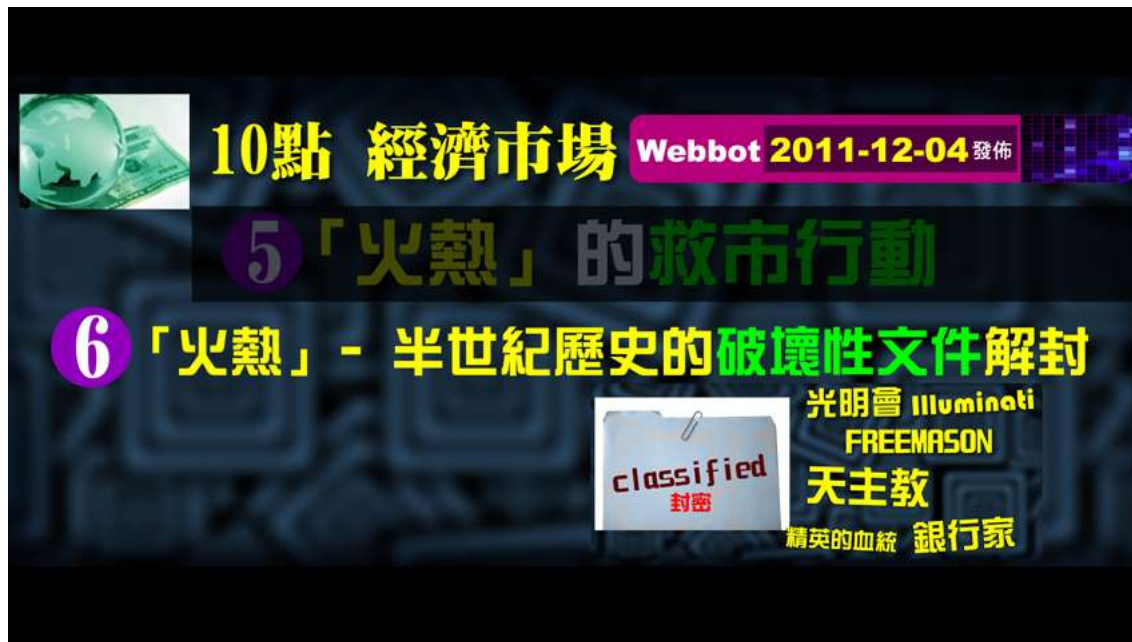 10點 經濟市場 Webbot 2011-12-04 發佈
5「火熱」的救市行動
6「火熱」- 半世紀歷史的破壞性文件解封
classified
封密
光明會 Illuminati
FREEMASON
天主教
精英的血統 銀行家